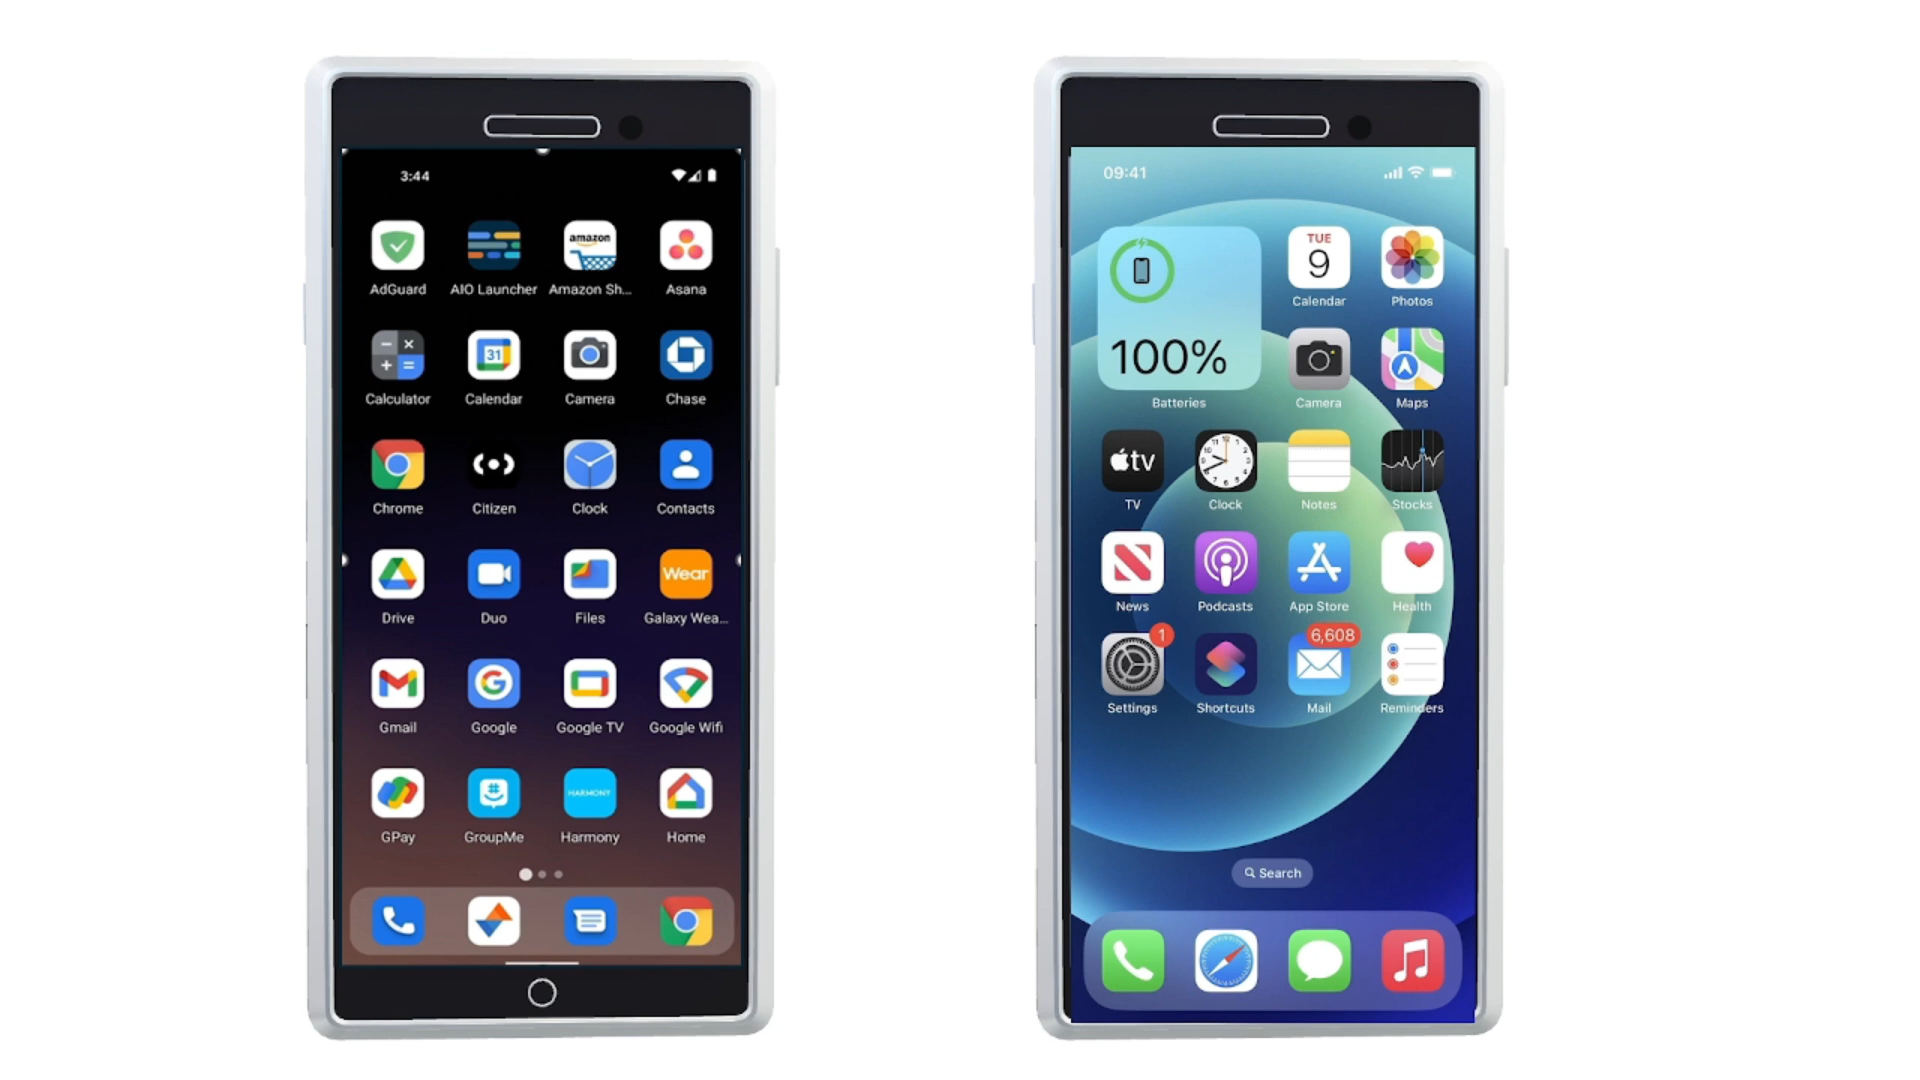 3:44
amazon
AdGuard AIO Launcher Amazon Sh... Asana
31
Calculator Calendar Camera Chase
Chrome Citizen Clock Contacts
Wear
Drive Duo Files Galaxy Wea...
Gmail Google Google TV Google Wifi
HARMONY
GPay GroupMe Harmony Home
09:41
TUE
9
Calendar Photos
100%
Batteries Camera Maps
tv
TV Clock Notes Stocks
News Podcasts App Store Health
1 6,608
Settings Shortcuts Mail Reminders
Search